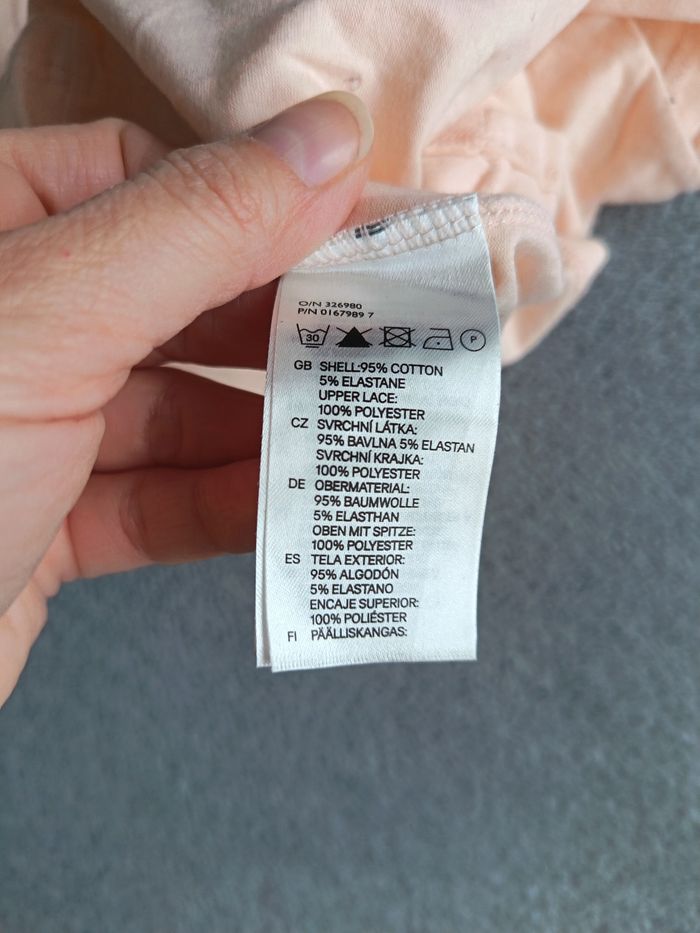 O/N 326980
P/N 0167989 7
30 P
GB SHELL:95% COTTON
5% ELASTANE
UPPER LACE:
100% POLYESTER
CZ SVRCHNÍ LÁTKA:
95% BAVLNA 5% ELASTAN
SVRCHNÍ KRAJKA:
100% POLYESTER
DE OBERMATERIAL:
95% BAUMWOLLE
5% ELASTHAN
OBEN MIT SPITZE:
100% POLYESTER
ES TELA EXTERIOR:
95% ALGODÓN
5% ELASTANO
ENCAJE SUPERIOR:
100% POLIÉSTER
FI PÄÄLLISKANGAS: